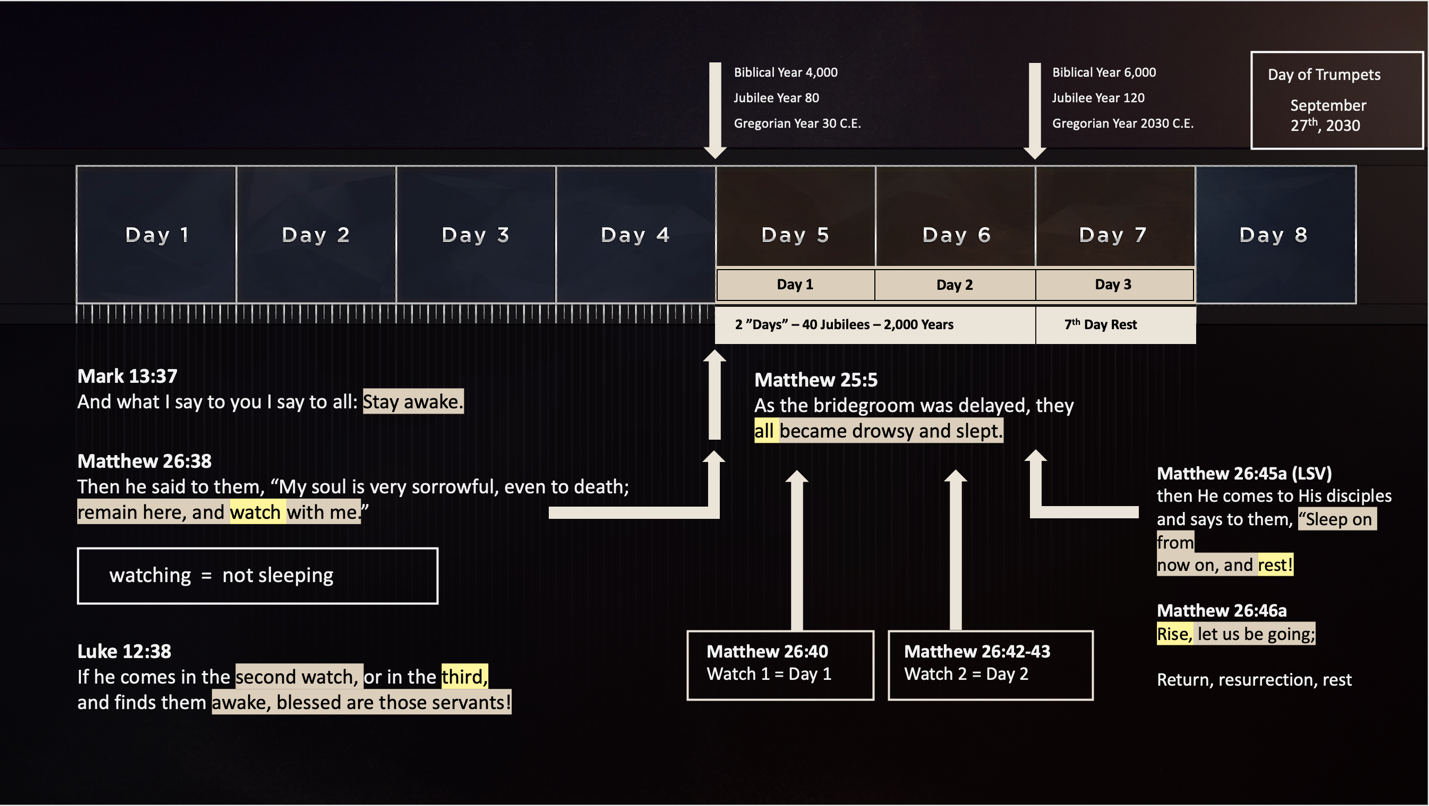 Biblical Year 4,000
Jubilee Year 80
Gregorian Year 30 C.E.
Biblical Year 6,000
Jubilee Year 120
Gregorian Year 2030 C.E.
Day of Trumpets
September
27th, 2030
Day 1
Day 2
Day 3
Day 4
Day 5
Day 6
Day 7
Day 8
Day 1
Day 2
Day 3
2 ”Days” – 40 Jubilees – 2,000 Years
7th Day Rest
Mark 13:37
And what I say to you I say to all: Stay awake.
Matthew 26:38
Then he said to them, “My soul is very sorrowful, even to death;
remain here, and watch with me.”
watching = not sleeping
Luke 12:38
If he comes in the second watch, or in the third,
and finds them awake, blessed are those servants!
Matthew 25:5
As the bridegroom was delayed, they
all became drowsy and slept.
Matthew 26:40
Watch 1 = Day 1
Matthew 26:42-43
Watch 2 = Day 2
Matthew 26:45a (LSV)
then He comes to His disciples
and says to them, “Sleep on
from
now on, and rest!
Matthew 26:46a
Rise, let us be going;
Return, resurrection, rest